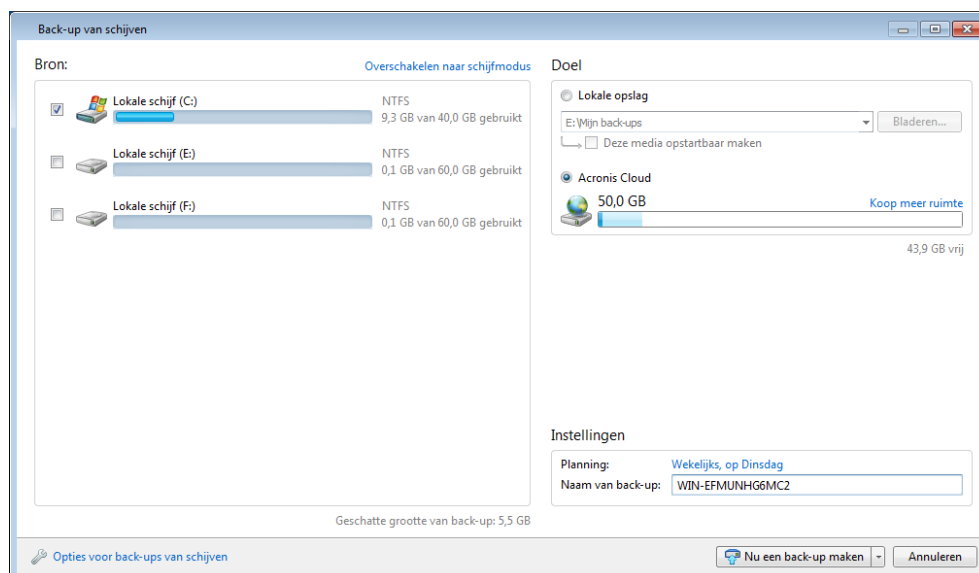 Back-up van schijven
Bron:
Overschakelen naar schijfmodus
Lokale schijf (C:)
NTFS
9,3 GB van 40,0 GB gebruikt
Lokale schijf (E:)
NTFS
0,1 GB van 60,0 GB gebruikt
Lokale schijf (F:)
NTFS
0,1 GB van 60,0 GB gebruikt
Geschatte grootte van back-up: 5,5 GB
Doel
Lokale opslag
E:\Mijn back-ups
Bladeren...
Deze media opstartbaar maken
Acronis Cloud
50,0 GB
Koop meer ruimte
43,9 GB vrij
Instellingen
Planning:
Wekelijks, op Dinsdag
Naam van back-up:
WIN-EFMUNHG6MC2
Opties voor back-ups van schijven
Nu een back-up maken
Annuleren